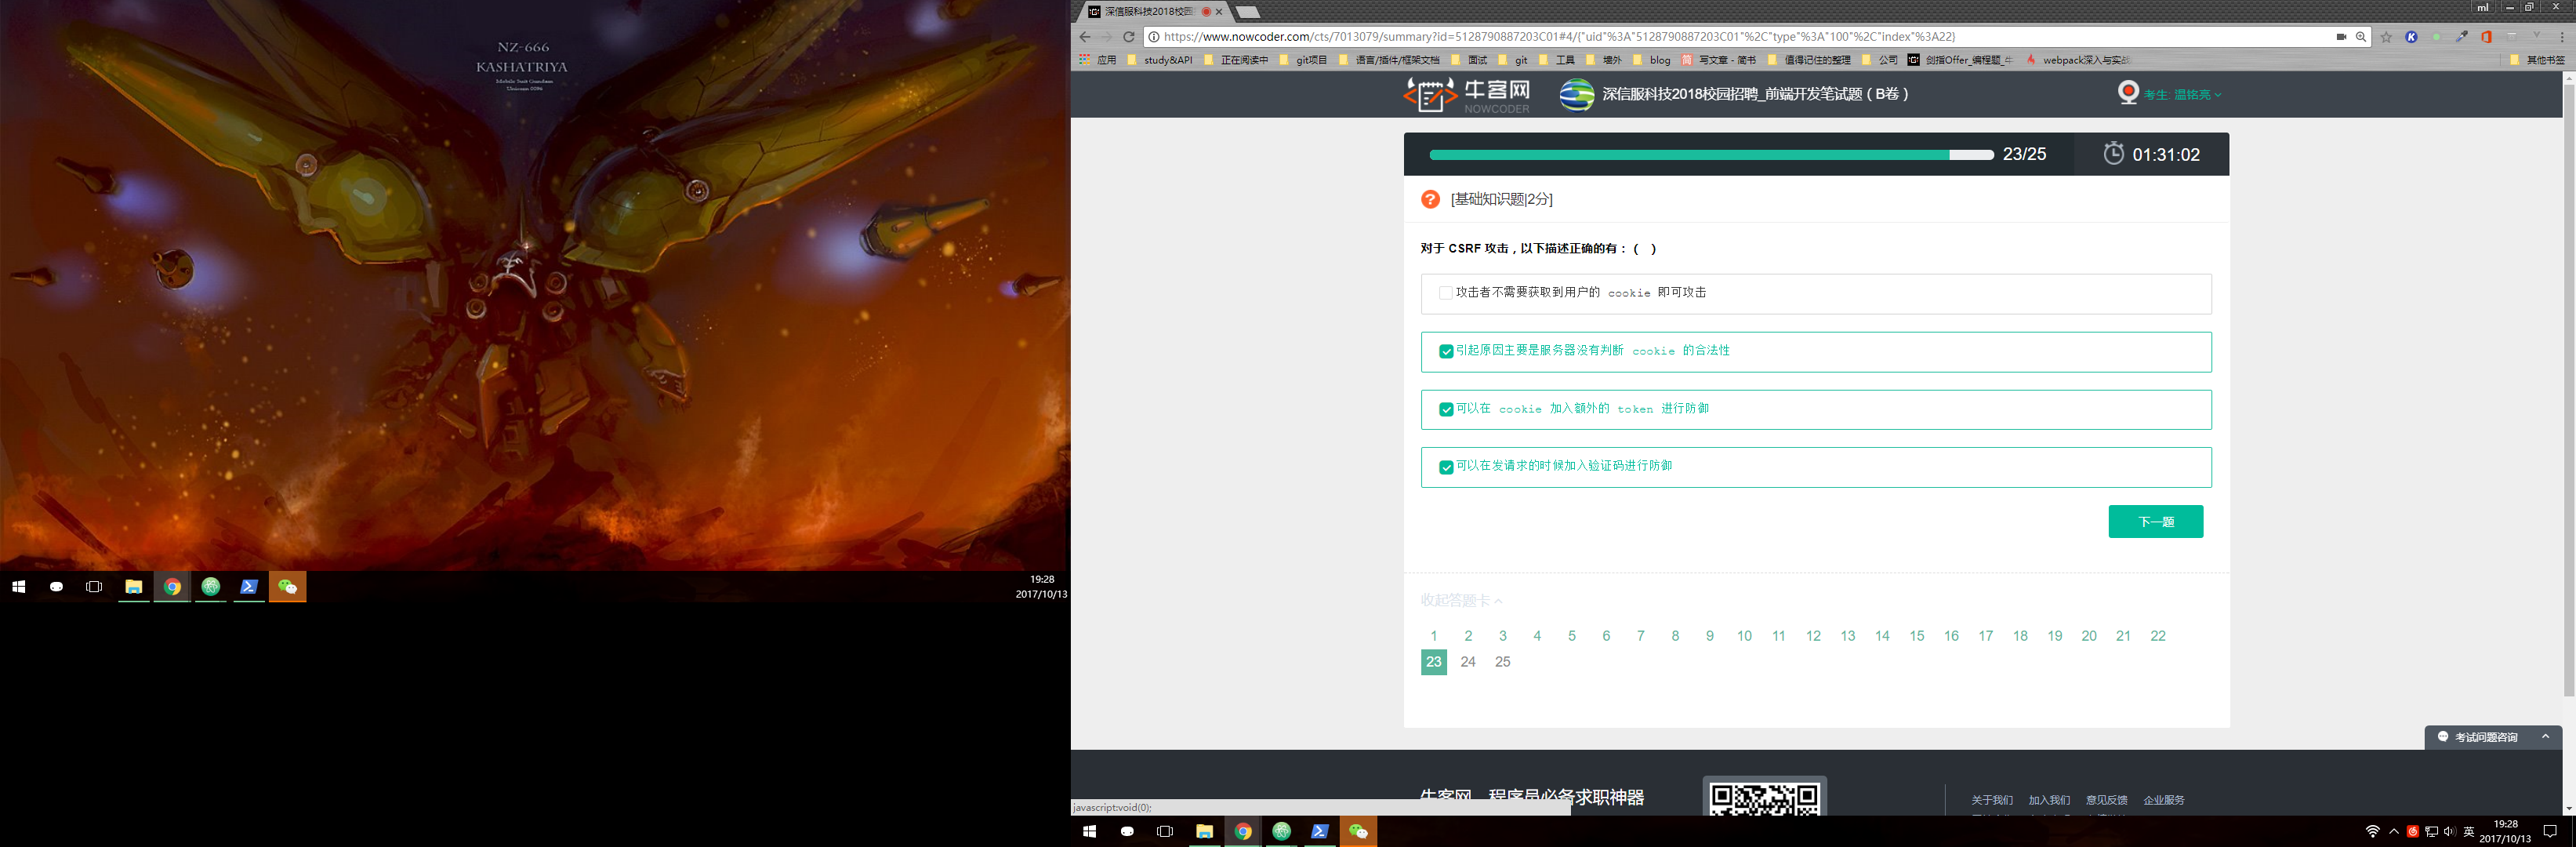 NZ-666
KASHATRIYA
Mobile Suit Gundam
Unicorn 0096
19:28
2017/10/13
深信服科技2018校园
ml
https://www.nowcoder.com/cts/7013079/summary?id=5128790887203C01#4/{"uid"%3A"5128790887203C01"%2C"type"%3A"100"%2C"index"%3A22}
应用 study&API 正在阅读中 git项目 语言/插件/框架文档 面试 git 工具 墙外 blog 写文章 - 简书 值得记住的整理 公司 剑指Offer_编程题_牛 webpack深入与实战 其他书签
牛客网
NOWCODER
深信服科技2018校园招聘_前端开发笔试题（B卷）
考生: 温铭亮
23/25
01:31:02
[基础知识题|2分]
对于 CSRF 攻击，以下描述正确的有：（ ）
攻击者不需要获取到用户的 cookie 即可攻击
引起原因主要是服务器没有判断 cookie 的合法性
可以在 cookie 加入额外的 token 进行防御
可以在发请求的时候加入验证码进行防御
下一题
收起答题卡
1 2 3 4 5 6 7 8 9 10 11 12 13 14 15 16 17 18 19 20 21 22
23 24 25
考试问题咨询
牛客网，程序员必备求职神器
关于我们 加入我们 意见反馈 企业服务
javascript:void(0);
英
19:28
2017/10/13